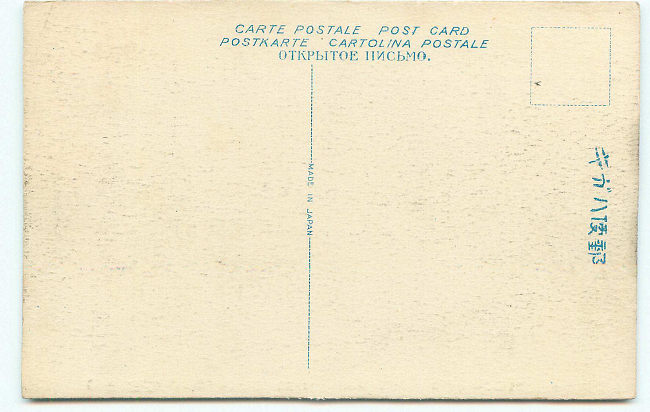 CARTE POSTALE POST CARD
POSTKARTE CARTOLINA POSTALE
ОТКРЫТОЕ ПИСЬМО.
MADE IN JAPAN
郵便ハガキ